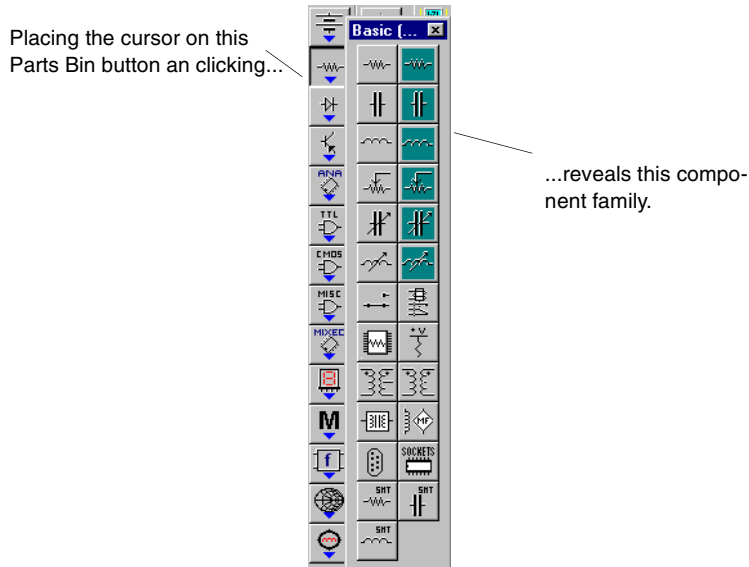 Placing the cursor on this
Parts Bin button an clicking...
Basic (...
...reveals this compo-
nent family.
ANA
TTL
CMOS
MISC
MIXED
M
f
+V
MF
SOCKETS
SMT
SMT
SMT